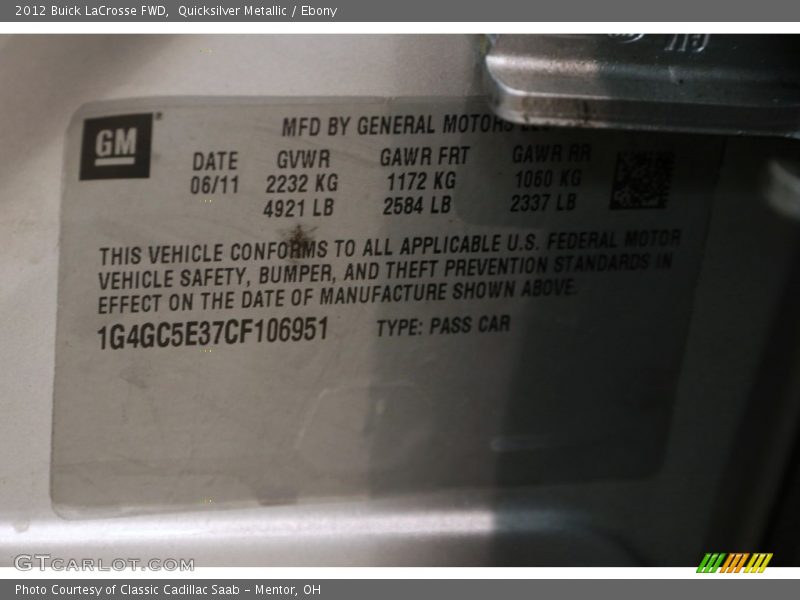 2012 Buick LaCrosse FWD,  Quicksilver Metallic / Ebony
GM
MFD BY GENERAL MOTORS
DATE GVWR GAWR FRT GAWR RR
06/11 2232 KG 1172 KG 1060 KG
4921 LB 2584 LB 2337 LB
THIS VEHICLE CONFORMS TO ALL APPLICABLE U.S. FEDERAL MOTOR
VEHICLE SAFETY, BUMPER, AND THEFT PREVENTION STANDARDS IN
EFFECT ON THE DATE OF MANUFACTURE SHOWN ABOVE.
1G4GC5E37CF106951 TYPE: PASS CAR
GTCARLOT.COM
Photo Courtesy of Classic Cadillac Saab - Mentor, OH